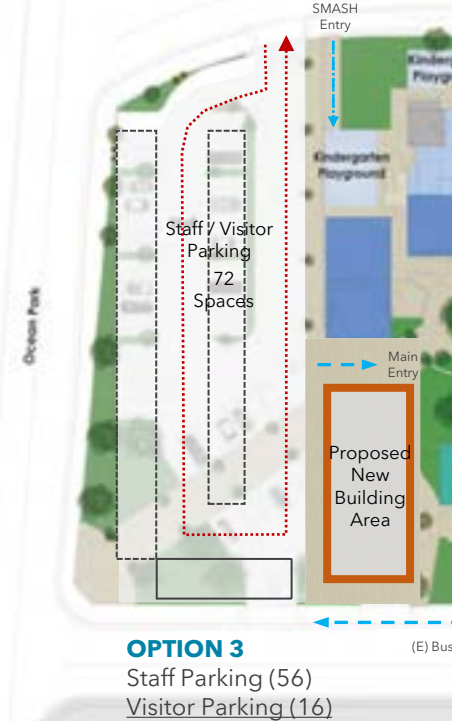 SMASH
Entry
Playgr
Kindergarten
Playground
Staff / Visitor
Parking
72
Spaces
Ocean Park
Main
Entry
Proposed
New
Building
Area
(E) Bus
OPTION 3
Staff Parking (56)
Visitor Parking (16)